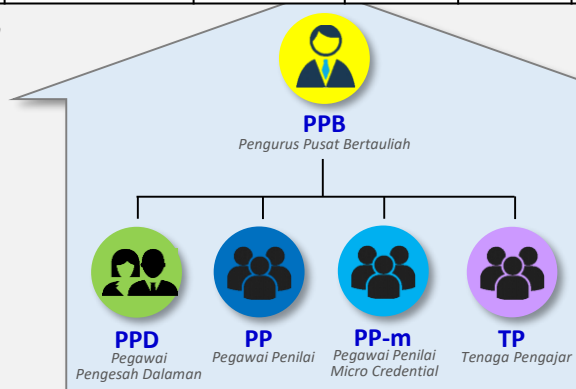 PPB
Pengurus Pusat Bertauliah
PPD
Pegawai
Pengesah Dalaman
PP
Pegawai Penilai
PP-m
Pegawai Penilai
Micro Credential
TP
Tenaga Pengajar